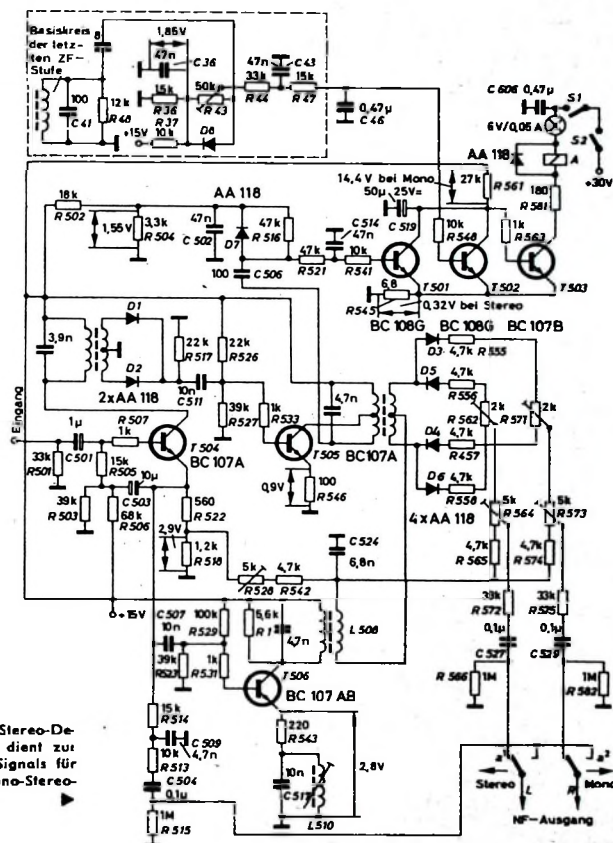 Basiskreis
der letz-
ten ZF-
Stufe
8
1,85V
47n
C36
15k
R36
R37
+15V
10k
50k
R43
D8
100
C41
12k
R48
47n
C43
33k
R44
15k
R47
0,47µ
C46
C606
0,47µ
S1
S2
6V/0,05A
+30V
AA 118
A
180
R581
14,4V bei Mono
27k
R561
50µ 25V=
C519
18k
R502
1,55V
3,3k
R504
47n
C502
AA 118
D7
47k
R516
100
C506
47k
R521
C514
47n
10k
R541
10k
R548
1k
R563
T501
T502
T503
6,8
R545
0,32V bei Stereo
BC 108G
BC 108G
BC 107B
3,9n
D1
D2
2xAA 118
22k
R517
22k
R526
10n
C511
39k
R527
1k
R533
T505
BC107A
4,7n
0,9V
100
R546
D3
4,7k
R555
D5
4,7k
R556
2k
R562
2k
R571
D4
4,7k
R457
D6
4,7k
R558
4xAA 118
Eingang
33k
R501
1µ
C501
R507
1k
T504
BC107A
15k
R505
10µ
C503
39k
R503
68k
R506
560
R522
2,9V
1,2k
R518
5k
R528
4,7k
R542
C524
6,8n
5k
R564
5k
R573
4,7k
R565
4,7k
R574
R572
33k
R575
0,1µ
C527
0,1µ
C529
R566
1M
1M
R582
+15V
C507
10n
100k
R529
39k
R523
1k
R531
5,6k
R1
4,7n
L508
T506
BC 107 AB
220
R543
2,8V
10n
C517
L510
15k
R514
C509
4,7n
10k
R513
C504
0,1µ
1M
R515
a¹
a²
Stereo
L
R
Mono
NF-Ausgang
Stereo-De-
dient zur
Signals für
no-Stereo-